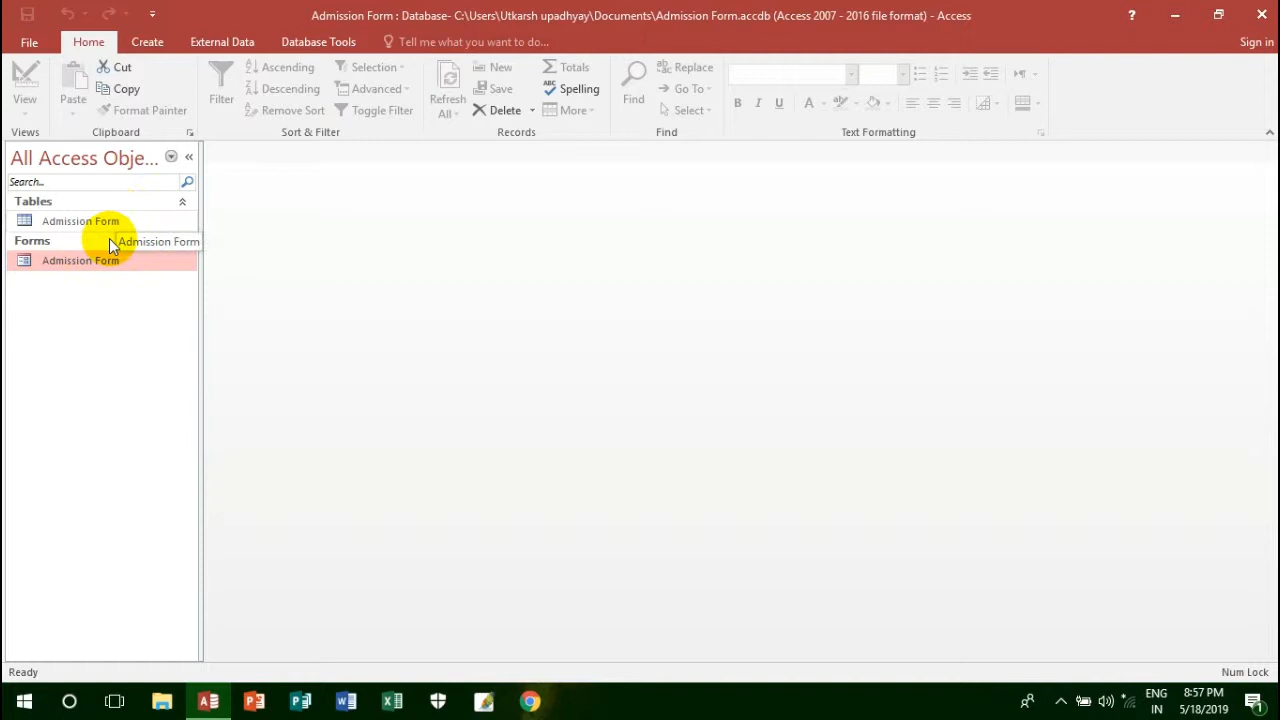 Admission Form : Database- C:\Users\Utkarsh upadhyay\Documents\Admission Form.accdb (Access 2007 - 2016 file format) - Access
?
File Home Create External Data Database Tools Tell me what you want to do... Sign in
View
Views
Paste
Cut
Copy
Format Painter
Clipboard
Filter
Ascending
Descending
Remove Sort
Selection
Advanced
Toggle Filter
Sort & Filter
Refresh
All
New
Save
Delete
Totals
Spelling
More
Records
Find
Replace
Go To
Select
Find
B I U A
Text Formatting
All Access Obje...
Search...
Tables
Admission Form
Forms
Admission Form
Admission Form
Ready
Num Lock
ENG
IN
8:57 PM
5/18/2019
1